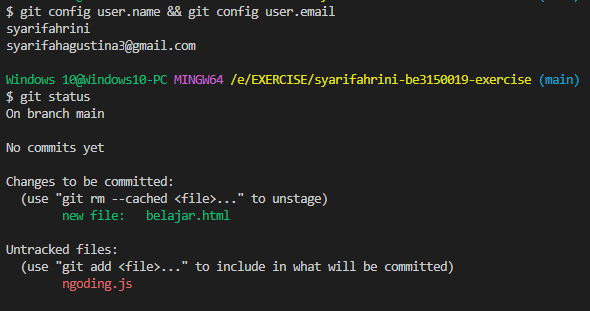 (main)
$ git config user.name && git config user.email
syarifahrini
syarifahagustina3@gmail.com
Windows 10@Windows10-PC MINGW64 /e/EXERCISE/syarifahrini-be3150019-exercise (main)
$ git status
On branch main
No commits yet
Changes to be committed:
(use "git rm --cached <file>..." to unstage)
new file: belajar.html
Untracked files:
(use "git add <file>..." to include in what will be committed)
ngoding.js